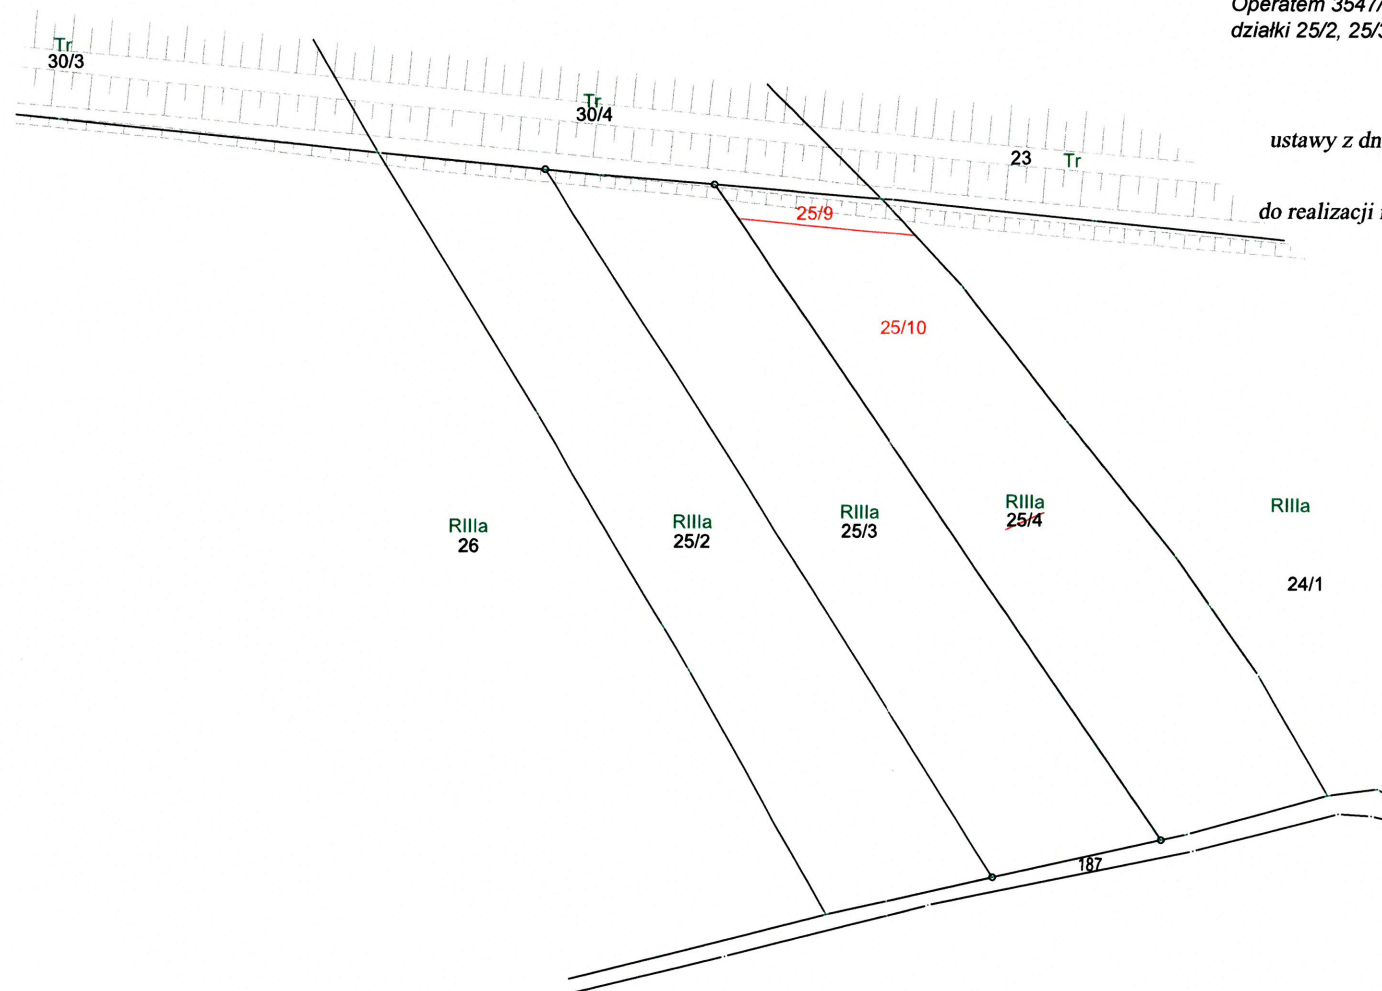 Operatem 3547/
działki 25/2, 25/3
Tr
30/3
Tr
30/4
ustawy z dn
23 Tr
25/9
do realizacji
25/10
RIIIa
25/4
RIIIa
RIIIa
25/3
RIIIa
25/2
RIIIa
26
24/1
187